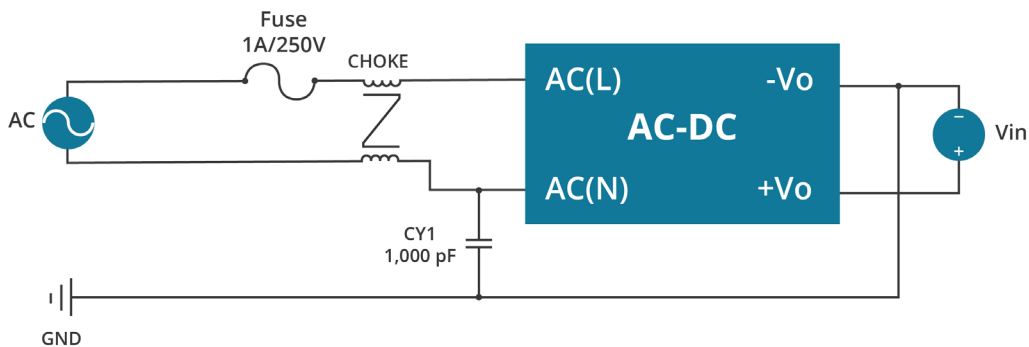 Fuse
1A/250V
CHOKE
AC
AC(L)
-Vo
AC-DC
−
+
Vin
AC(N)
+Vo
CY1
1,000 pF
GND